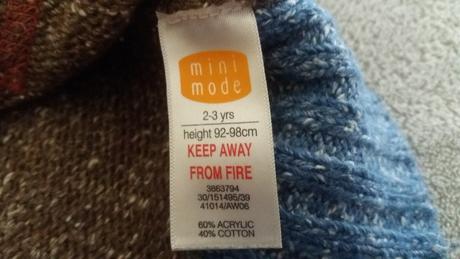 mini
mode
2-3 yrs
height 92-98cm
KEEP AWAY
FROM FIRE
3863794
30/151495/39
41014/AW06
60% ACRYLIC
40% COTTON